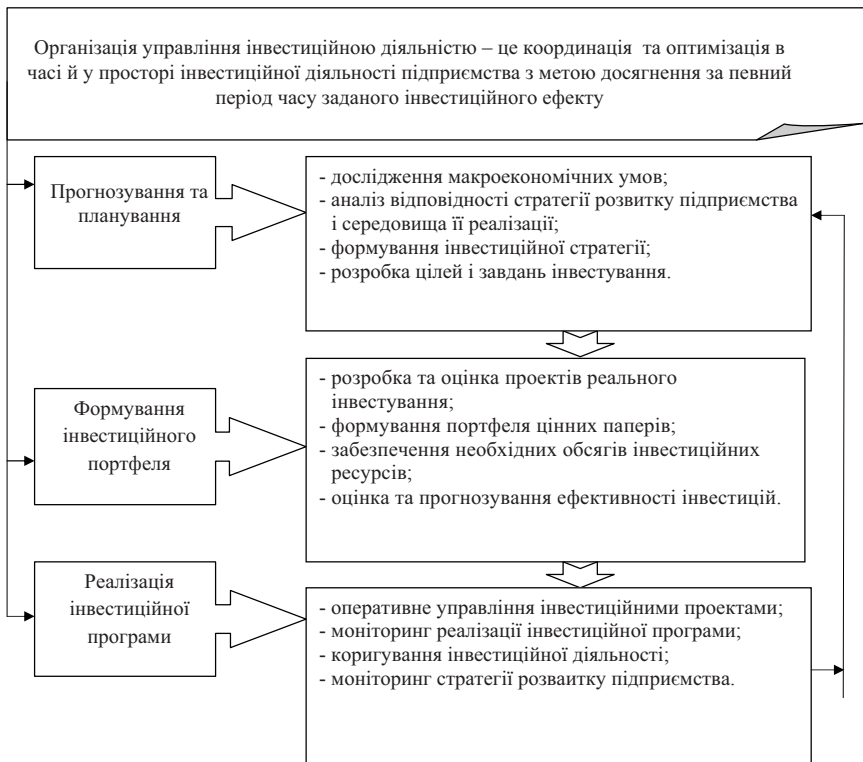 Організація управління інвестиційною діяльністю – це координація та оптимізація в
часі й у просторі інвестиційної діяльності підприємства з метою досягнення за певний
період часу заданого інвестиційного ефекту
Прогнозування та
планування
- дослідження макроекономічних умов;
- аналіз відповідності стратегії розвитку підприємства
і середовища її реалізації;
- формування інвестиційної стратегії;
- розробка цілей і завдань інвестування.
Формування
інвестиційного
портфеля
- розробка та оцінка проектів реального
інвестування;
- формування портфеля цінних паперів;
- забезпечення необхідних обсягів інвестиційних
ресурсів;
- оцінка та прогнозування ефективності інвестицій.
Реалізація
інвестиційної
програми
- оперативне управління інвестиційними проектами;
- моніторинг реалізації інвестиційної програми;
- коригування інвестиційної діяльності;
- моніторинг стратегії розваитку підприємства.